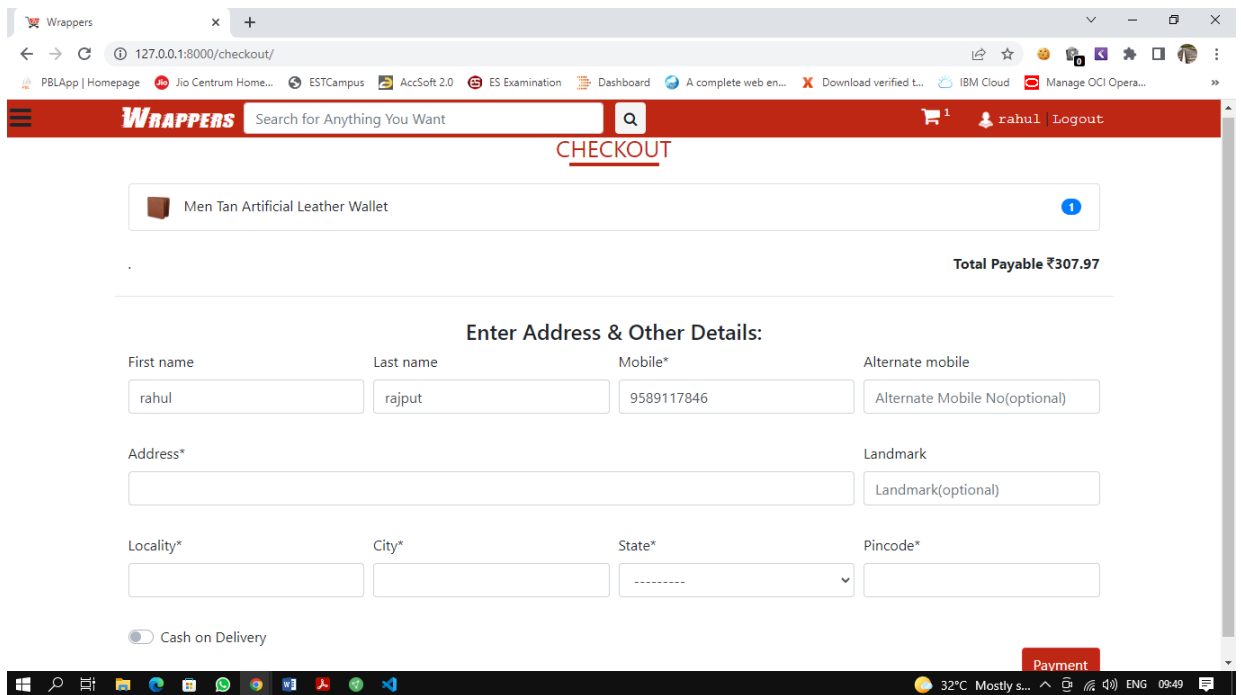 Wrappers
127.0.0.1:8000/checkout/
0
PBLApp | Homepage Jio Jio Centrum Home... ESTCampus AccSoft 2.0 ES Examination Dashboard A complete web en... Download verified t... IBM Cloud Manage OCI Opera... »
WRAPPERS Search for Anything You Want 1 rahul | Logout
CHECKOUT
Men Tan Artificial Leather Wallet 1
. Total Payable ₹307.97
Enter Address & Other Details:
First name Last name Mobile* Alternate mobile
rahul rajput 9589117846 Alternate Mobile No(optional)
Address* Landmark
Landmark(optional)
Locality* City* State* Pincode*
---------
Cash on Delivery
Payment
32°C Mostly s... ENG 09:49